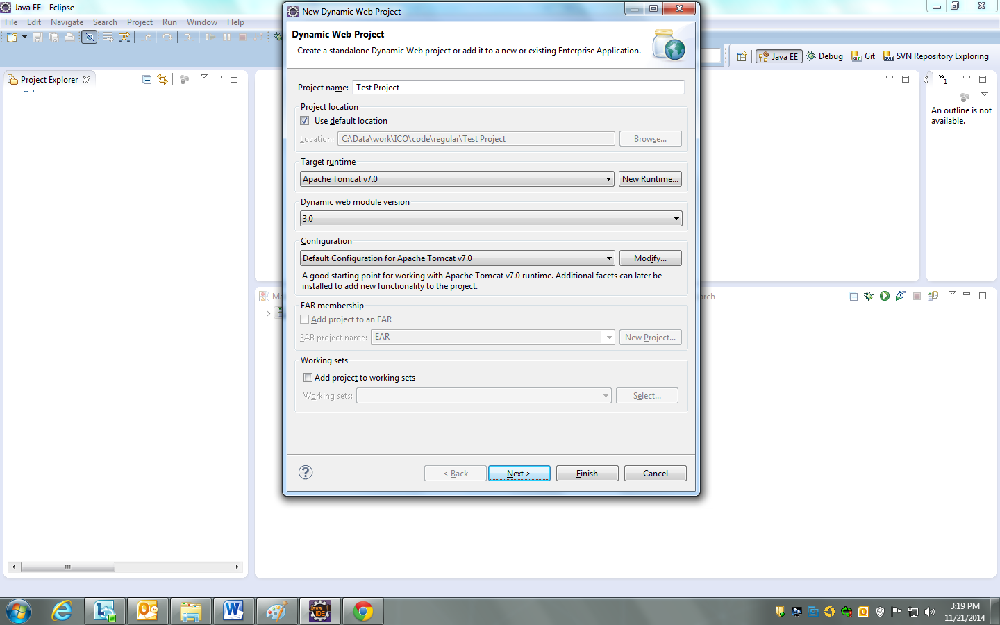 Java EE - Eclipse
File Edit Navigate Search Project Run Window Help
Java EE Debug Git SVN Repository Exploring
Project Explorer
New Dynamic Web Project
Dynamic Web Project
Create a standalone Dynamic Web project or add it to a new or existing Enterprise Application.
Project name: Test Project
Project location
Use default location
Location: C:\Data\work\ICO\code\regular\Test Project Browse...
Target runtime
Apache Tomcat v7.0 New Runtime...
Dynamic web module version
3.0
Configuration
Default Configuration for Apache Tomcat v7.0 Modify...
A good starting point for working with Apache Tomcat v7.0 runtime. Additional facets can later be
installed to add new functionality to the project.
EAR membership
Add project to an EAR
EAR project name: EAR New Project...
Working sets
Add project to working sets
Working sets: Select...
< Back Next > Finish Cancel
1
An outline is not
available.
Ma
arch
Java EE
IDE
3:19 PM
11/21/2014